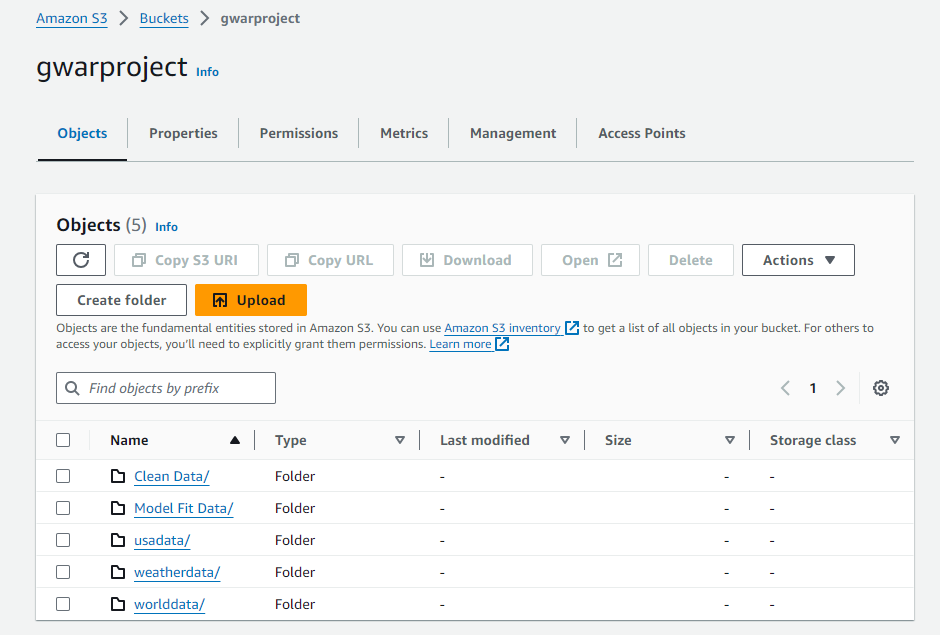 Amazon S3 > Buckets > gwarproject
gwarproject Info
Objects Properties Permissions Metrics Management Access Points
Objects (5) Info
Copy S3 URI Copy URL Download Open Delete Actions
Create folder Upload
Objects are the fundamental entities stored in Amazon S3. You can use Amazon S3 inventory to get a list of all objects in your bucket. For others to
access your objects, you'll need to explicitly grant them permissions. Learn more
Find objects by prefix 1
Name Type Last modified Size Storage class
Clean Data/ Folder - - -
Model Fit Data/ Folder - - -
usadata/ Folder - - -
weatherdata/ Folder - - -
worlddata/ Folder - - -